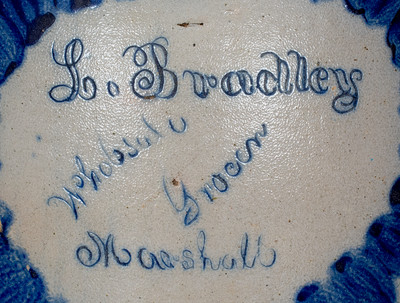 L. Bradley
Wholesale
Grocer
Marshall